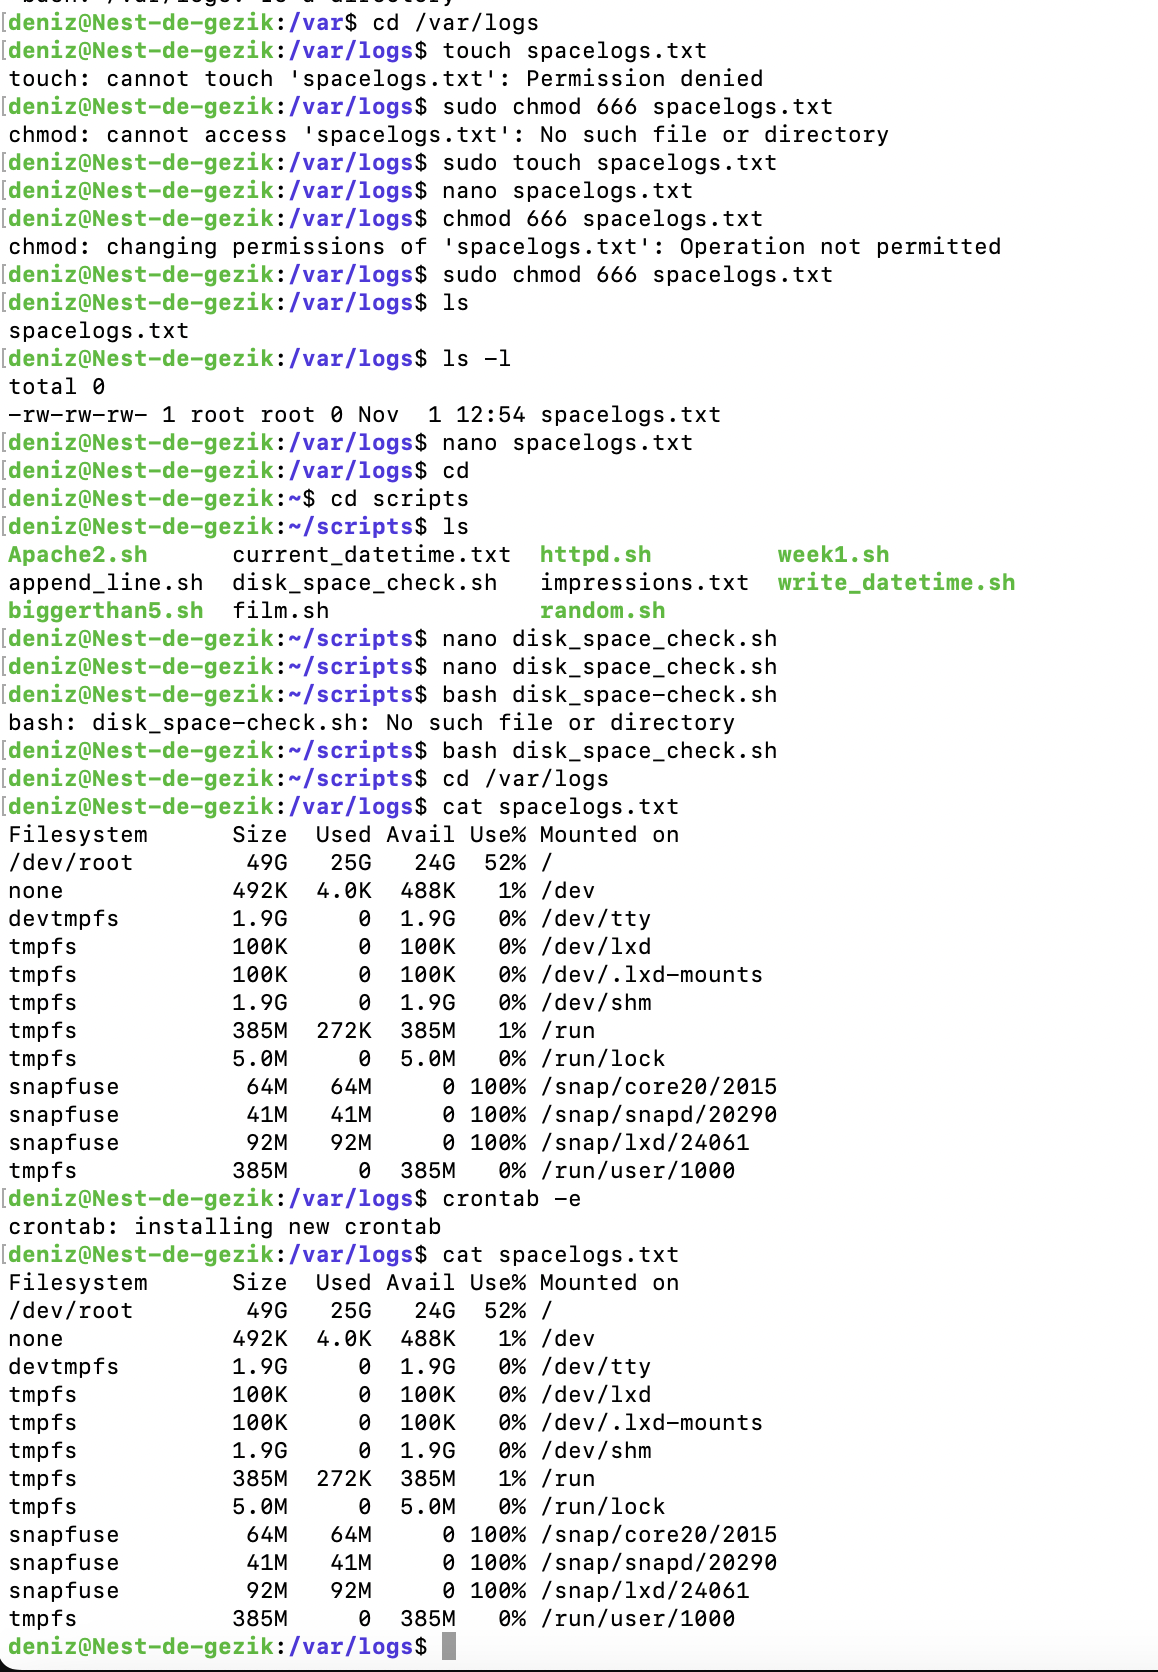 bash: /var/logs: is a directory
[deniz@Nest-de-gezik:/var$ cd /var/logs
[deniz@Nest-de-gezik:/var/logs$ touch spacelogs.txt
touch: cannot touch 'spacelogs.txt': Permission denied
[deniz@Nest-de-gezik:/var/logs$ sudo chmod 666 spacelogs.txt
chmod: cannot access 'spacelogs.txt': No such file or directory
[deniz@Nest-de-gezik:/var/logs$ sudo touch spacelogs.txt
[deniz@Nest-de-gezik:/var/logs$ nano spacelogs.txt
[deniz@Nest-de-gezik:/var/logs$ chmod 666 spacelogs.txt
chmod: changing permissions of 'spacelogs.txt': Operation not permitted
[deniz@Nest-de-gezik:/var/logs$ sudo chmod 666 spacelogs.txt
[deniz@Nest-de-gezik:/var/logs$ ls
spacelogs.txt
[deniz@Nest-de-gezik:/var/logs$ ls -l
total 0
-rw-rw-rw- 1 root root 0 Nov  1 12:54 spacelogs.txt
[deniz@Nest-de-gezik:/var/logs$ nano spacelogs.txt
[deniz@Nest-de-gezik:/var/logs$ cd
[deniz@Nest-de-gezik:~$ cd scripts
[deniz@Nest-de-gezik:~/scripts$ ls
Apache2.sh      current_datetime.txt  httpd.sh         week1.sh
append_line.sh  disk_space_check.sh   impressions.txt  write_datetime.sh
biggerthan5.sh  film.sh               random.sh
[deniz@Nest-de-gezik:~/scripts$ nano disk_space_check.sh
[deniz@Nest-de-gezik:~/scripts$ nano disk_space_check.sh
[deniz@Nest-de-gezik:~/scripts$ bash disk_space-check.sh
bash: disk_space-check.sh: No such file or directory
[deniz@Nest-de-gezik:~/scripts$ bash disk_space_check.sh
[deniz@Nest-de-gezik:~/scripts$ cd /var/logs
[deniz@Nest-de-gezik:/var/logs$ cat spacelogs.txt
Filesystem      Size  Used Avail Use% Mounted on
/dev/root        49G   25G   24G  52% /
none            492K  4.0K  488K   1% /dev
devtmpfs        1.9G     0  1.9G   0% /dev/tty
tmpfs           100K     0  100K   0% /dev/lxd
tmpfs           100K     0  100K   0% /dev/.lxd-mounts
tmpfs           1.9G     0  1.9G   0% /dev/shm
tmpfs           385M  272K  385M   1% /run
tmpfs           5.0M     0  5.0M   0% /run/lock
snapfuse         64M   64M     0 100% /snap/core20/2015
snapfuse         41M   41M     0 100% /snap/snapd/20290
snapfuse         92M   92M     0 100% /snap/lxd/24061
tmpfs           385M     0  385M   0% /run/user/1000
[deniz@Nest-de-gezik:/var/logs$ crontab -e
crontab: installing new crontab
[deniz@Nest-de-gezik:/var/logs$ cat spacelogs.txt
Filesystem      Size  Used Avail Use% Mounted on
/dev/root        49G   25G   24G  52% /
none            492K  4.0K  488K   1% /dev
devtmpfs        1.9G     0  1.9G   0% /dev/tty
tmpfs           100K     0  100K   0% /dev/lxd
tmpfs           100K     0  100K   0% /dev/.lxd-mounts
tmpfs           1.9G     0  1.9G   0% /dev/shm
tmpfs           385M  272K  385M   1% /run
tmpfs           5.0M     0  5.0M   0% /run/lock
snapfuse         64M   64M     0 100% /snap/core20/2015
snapfuse         41M   41M     0 100% /snap/snapd/20290
snapfuse         92M   92M     0 100% /snap/lxd/24061
tmpfs           385M     0  385M   0% /run/user/1000
deniz@Nest-de-gezik:/var/logs$